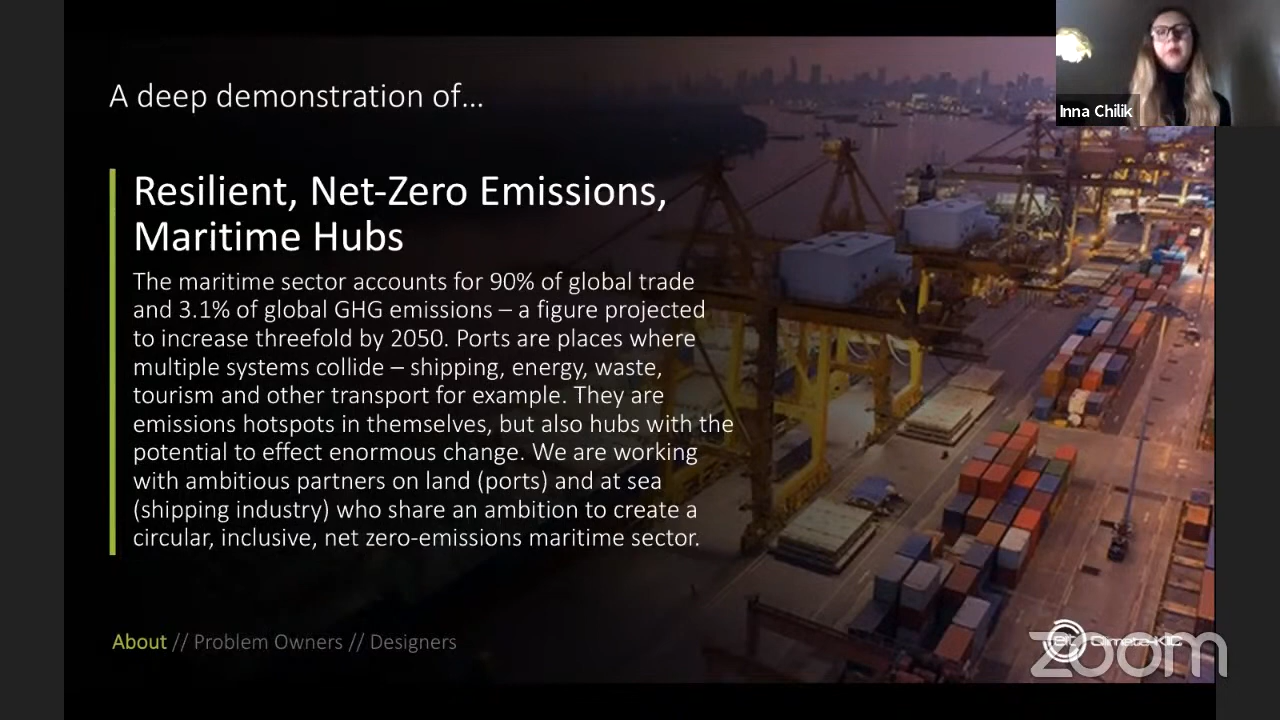 A deep demonstration of...
Inna Chilik
Resilient, Net-Zero Emissions,
Maritime Hubs
The maritime sector accounts for 90% of global trade
and 3.1% of global GHG emissions – a figure projected
to increase threefold by 2050. Ports are places where
multiple systems collide – shipping, energy, waste,
tourism and other transport for example. They are
emissions hotspots in themselves, but also hubs with the
potential to effect enormous change. We are working
with ambitious partners on land (ports) and at sea
(shipping industry) who share an ambition to create a
circular, inclusive, net zero-emissions maritime sector.
About // Problem Owners // Designers
eit Climate-KIC
zoom